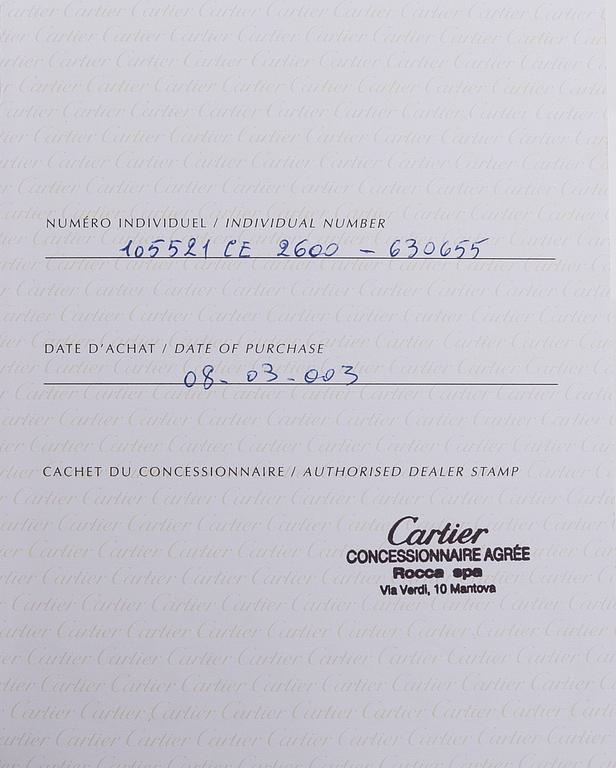 NUMÉRO INDIVIDUEL / INDIVIDUAL NUMBER
105521 CE 2600 - 630655
DATE D'ACHAT / DATE OF PURCHASE
08 - 03 - 003
CACHET DU CONCESSIONNAIRE / AUTHORISED DEALER STAMP
Cartier
CONCESSIONNAIRE AGRÉE
Rocca spa
Via Verdi, 10 Mantova